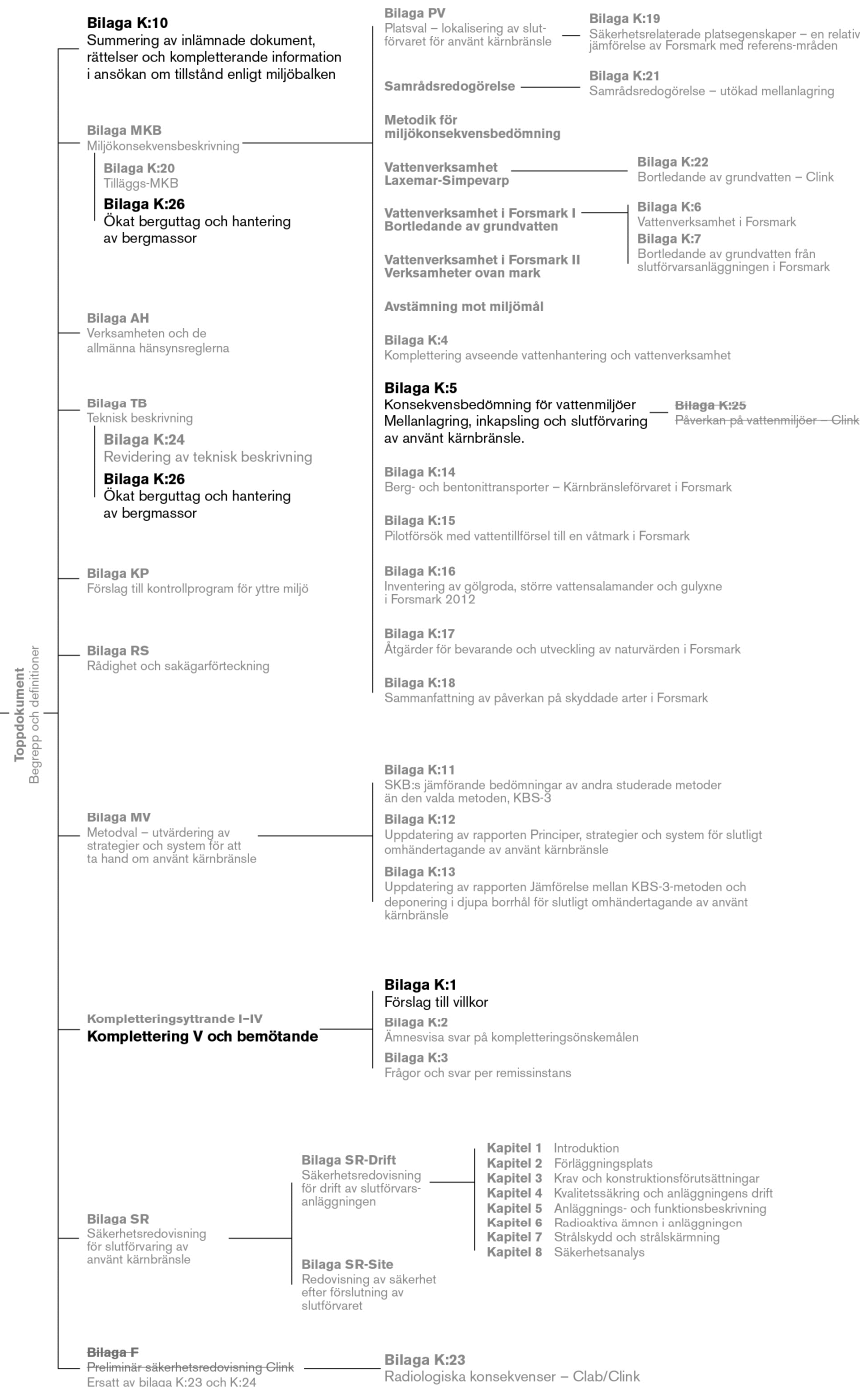 Toppdokument
Begrepp och definitioner
Bilaga K:10
Summering av inlämnade dokument,
rättelser och kompletterande information
i ansökan om tillstånd enligt miljöbalken
Bilaga MKB
Miljökonsekvensbeskrivning
Bilaga K:20
Tilläggs-MKB
Bilaga K:26
Ökat berguttag och hantering
av bergmassor
Bilaga PV
Platsval – lokalisering av slut-
förvaret för använt kärnbränsle
Bilaga K:19
Säkerhetsrelaterade platsegenskaper – en relativ
jämförelse av Forsmark med referens-mråden
Samrådsredogörelse
Bilaga K:21
Samrådsredogörelse – utökad mellanlagring
Metodik för
miljökonsekvensbedömning
Vattenverksamhet
Laxemar-Simpevarp
Bilaga K:22
Bortledande av grundvatten – Clink
Vattenverksamhet i Forsmark I
Bortledande av grundvatten
Bilaga K:6
Vattenverksamhet i Forsmark
Bilaga K:7
Bortledande av grundvatten från
slutförvarsanläggningen i Forsmark
Vattenverksamhet i Forsmark II
Verksamheter ovan mark
Avstämning mot miljömål
Bilaga K:4
Komplettering avseende vattenhantering och vattenverksamhet
Bilaga K:5
Konsekvensbedömning för vattenmiljöer
Mellanlagring, inkapsling och slutförvaring
av använt kärnbränsle.
Bilaga K:25
Påverkan på vattenmiljöer – Clink
Bilaga K:14
Berg- och bentonittransporter – Kärnbränsleförvaret i Forsmark
Bilaga K:15
Pilotförsök med vattentillförsel till en våtmark i Forsmark
Bilaga K:16
Inventering av gölgroda, större vattensalamander och gulyxne
i Forsmark 2012
Bilaga K:17
Åtgärder för bevarande och utveckling av naturvärden i Forsmark
Bilaga K:18
Sammanfattning av påverkan på skyddade arter i Forsmark
Bilaga AH
Verksamheten och de
allmänna hänsynsreglerna
Bilaga TB
Teknisk beskrivning
Bilaga K:24
Revidering av teknisk beskrivning
Bilaga K:26
Ökat berguttag och hantering
av bergmassor
Bilaga KP
Förslag till kontrollprogram för yttre miljö
Bilaga RS
Rådighet och sakägarförteckning
Bilaga MV
Metodval – utvärdering av
strategier och system för att
ta hand om använt kärnbränsle
Bilaga K:11
SKB:s jämförande bedömningar av andra studerade metoder
än den valda metoden, KBS-3
Bilaga K:12
Uppdatering av rapporten Principer, strategier och system för slutligt
omhändertagande av använt kärnbränsle
Bilaga K:13
Uppdatering av rapporten Jämförelse mellan KBS-3-metoden och
deponering i djupa borrhål för slutligt omhändertagande av använt
kärnbränsle
Kompletteringsyttrande I–IV
Komplettering V och bemötande
Bilaga K:1
Förslag till villkor
Bilaga K:2
Ämnesvisa svar på kompletteringsönskemålen
Bilaga K:3
Frågor och svar per remissinstans
Bilaga SR
Säkerhetsredovisning
för slutförvaring av
använt kärnbränsle
Bilaga SR-Drift
Säkerhetsredovisning
för drift av slutförvars-
anläggningen
Kapitel 1 Introduktion
Kapitel 2 Förläggningsplats
Kapitel 3 Krav och konstruktionsförutsättningar
Kapitel 4 Kvalitetssäkring och anläggningens drift
Kapitel 5 Anläggnings- och funktionsbeskrivning
Kapitel 6 Radioaktiva ämnen i anläggningen
Kapitel 7 Strålskydd och strålskärmning
Kapitel 8 Säkerhetsanalys
Bilaga SR-Site
Redovisning av säkerhet
efter förslutning av
slutförvaret
Bilaga F
Preliminär säkerhetsredovisning Clink
Ersatt av bilaga K:23 och K:24
Bilaga K:23
Radiologiska konsekvenser – Clab/Clink